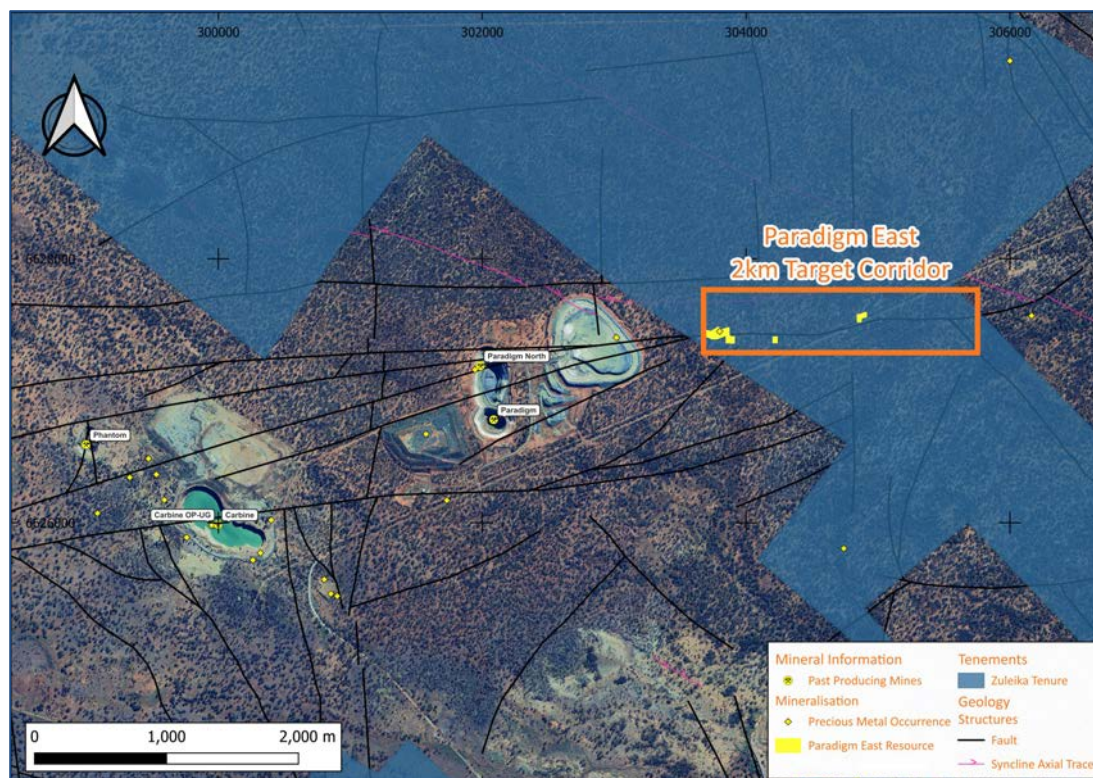 300000
302000
304000
306000
6628000
Paradigm East
2km Target Corridor
Paradigm North
Paradigm
Phantom
Carbine OP-UG
Carbine
6626000
Mineral Information
Past Producing Mines
Mineralisation
Precious Metal Occurrence
Paradigm East Resource
Tenements
Zuleika Tenure
Geology
Structures
Fault
Syncline Axial Trace
0
1,000
2,000 m